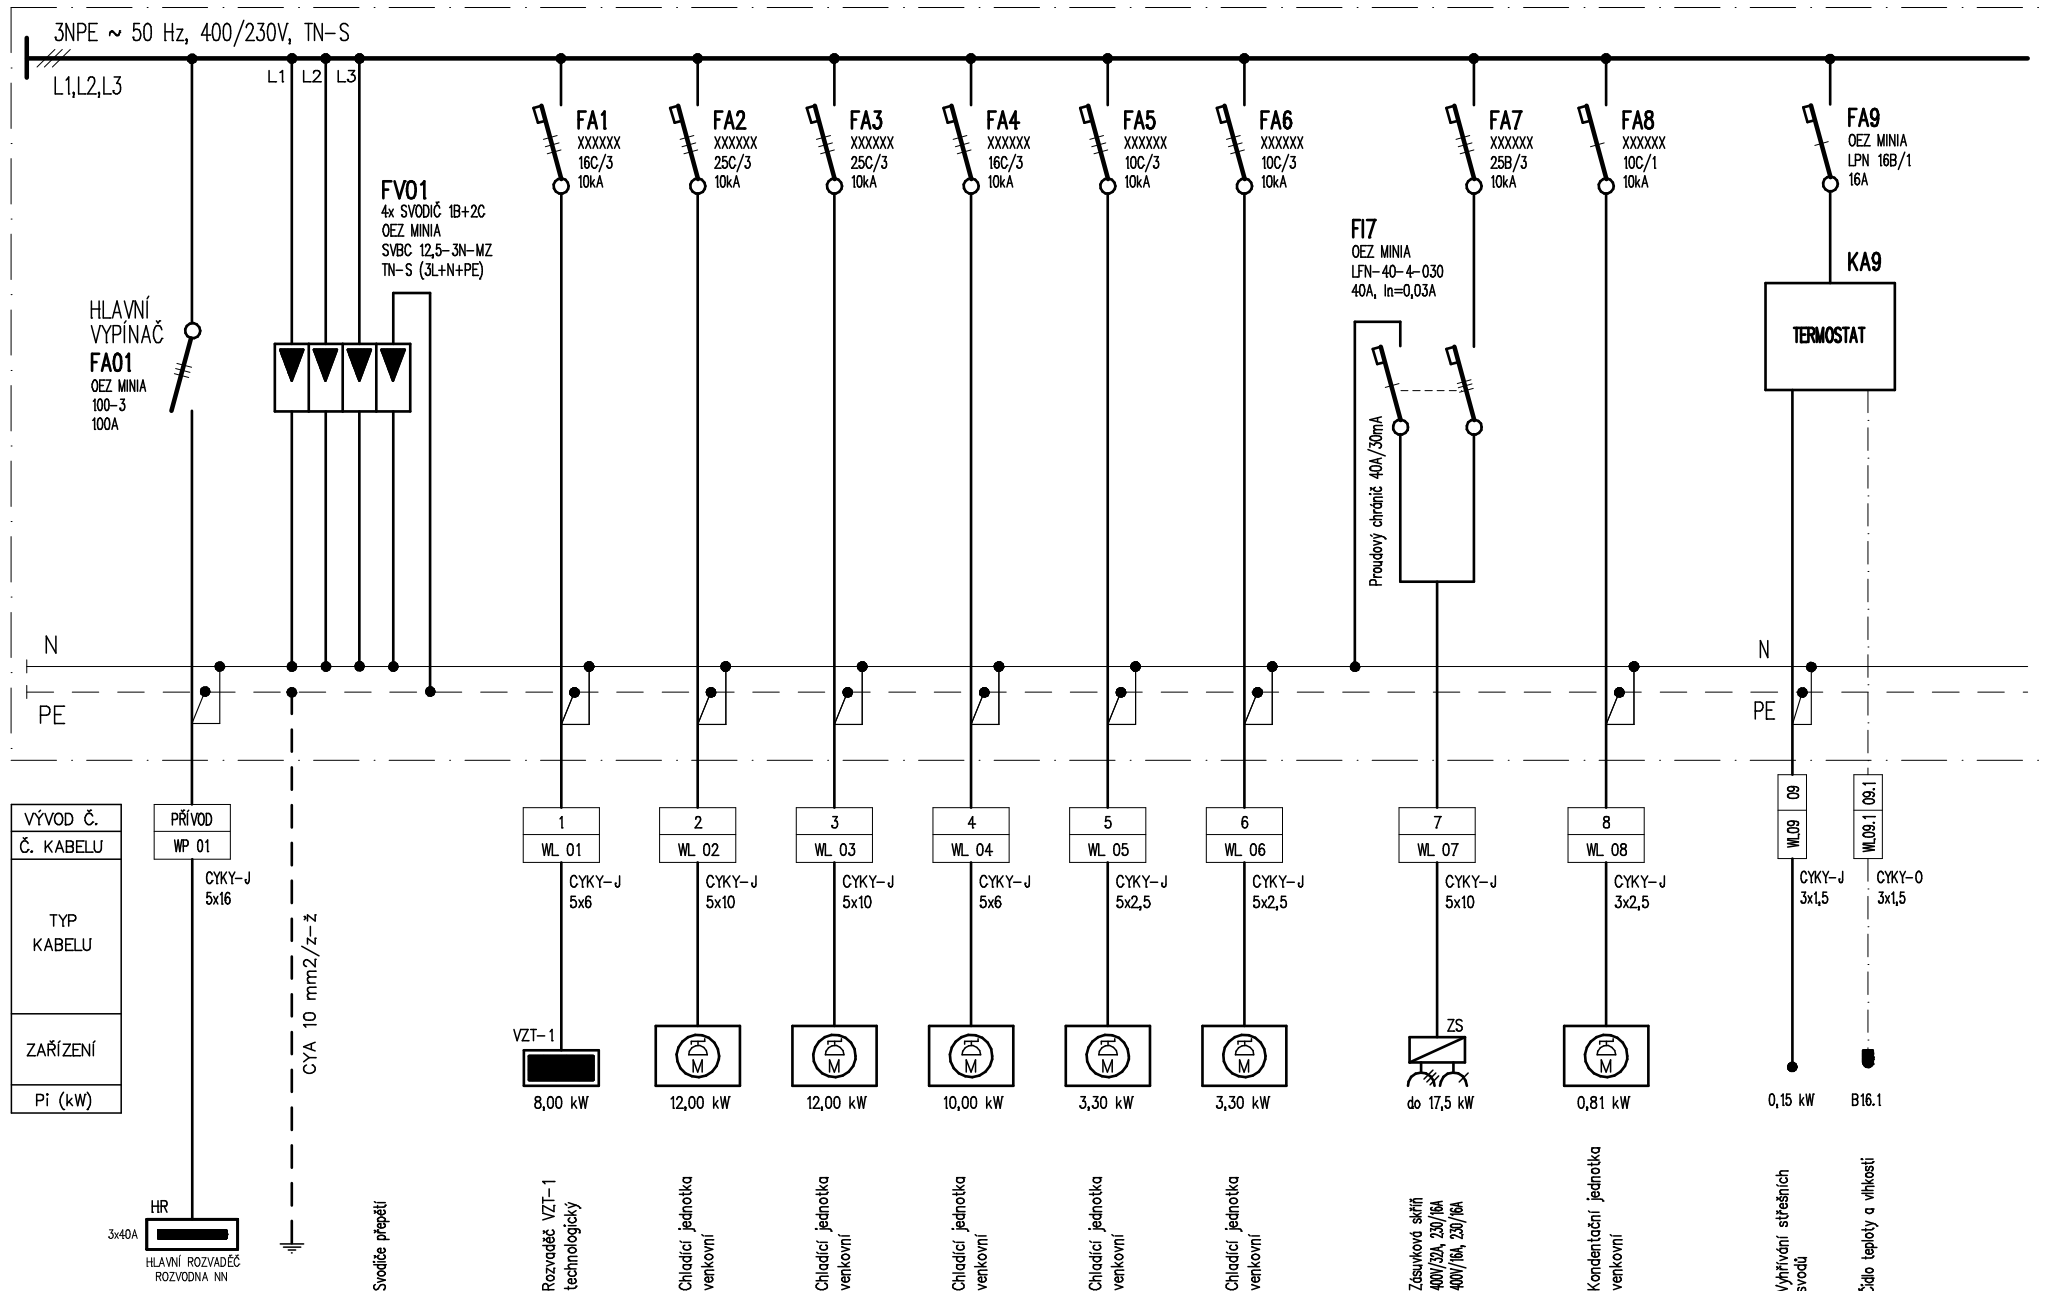 3NPE ~ 50 Hz, 400/230V, TN-S
L1,L2,L3
L1
L2
L3
HLAVNÍ
VYPÍNAČ
FA01
OEZ MINIA
100-3
100A
FV01
4x SVODIČ 1B+2C
OEZ MINIA
SVBC 12,5-3N-MZ
TN-S (3L+N+PE)
FA1
XXXXXX
16C/3
10kA
FA2
XXXXXX
25C/3
10kA
FA3
XXXXXX
25C/3
10kA
FA4
XXXXXX
16C/3
10kA
FA5
XXXXXX
10C/3
10kA
FA6
XXXXXX
10C/3
10kA
FA7
XXXXXX
25B/3
10kA
FI7
OEZ MINIA
LFN-40-4-030
40A, In=0,03A
Proudový chránič 40A/30mA
FA8
XXXXXX
10C/1
10kA
FA9
OEZ MINIA
LPN 16B/1
16A
KA9
TERMOSTAT
N
PE
N
PE
VÝVOD Č.
Č. KABELU
TYP
KABELU
ZAŘÍZENÍ
Pi (kW)
PŘÍVOD
WP 01
CYKY-J
5x16
HR
3x40A
HLAVNÍ ROZVADĚČ
ROZVODNA NN
CYA 10 mm2/z-ž
Svodiče přepětí
1
WL 01
CYKY-J
5x6
VZT-1
8,00 kW
Rozvaděč VZT-1
technologický
2
WL 02
CYKY-J
5x10
M
12,00 kW
Chladící jednotka
venkovní
3
WL 03
CYKY-J
5x10
M
12,00 kW
Chladící jednotka
venkovní
4
WL 04
CYKY-J
5x6
M
10,00 kW
Chladící jednotka
venkovní
5
WL 05
CYKY-J
5x2,5
M
3,30 kW
Chladící jednotka
venkovní
6
WL 06
CYKY-J
5x2,5
M
3,30 kW
Chladící jednotka
venkovní
7
WL 07
CYKY-J
5x10
ZS
do 17,5 kW
Zásuvková skříň
400V/32A, 230/16A
400V/16A, 230/16A
8
WL 08
CYKY-J
3x2,5
M
0,81 kW
Kondentační jednotka
venkovní
09
WL09
CYKY-J
3x1,5
0,15 kW
Vyhřívání střešních
svodů
09.1
WL09.1
CYKY-O
3x1,5
B16.1
Čidlo teploty a vlhkosti